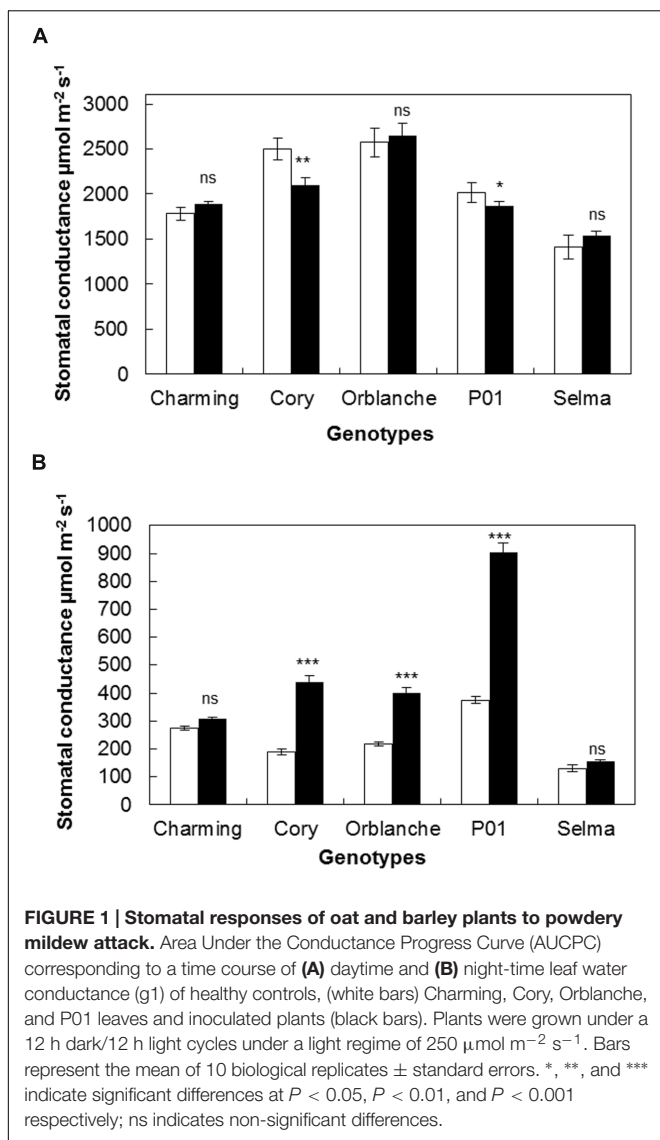 A
Stomatal conductance µmol m⁻² s⁻¹
3000
2500
2000
1500
1000
500
0
ns
**
ns
*
ns
Charming Cory Orblanche P01 Selma
Genotypes
B
Stomatal conductance µmol m⁻² s⁻¹
1000
900
800
700
600
500
400
300
200
100
0
ns
***
***
***
ns
Charming Cory Orblanche P01 Selma
Genotypes
FIGURE 1 | Stomatal responses of oat and barley plants to powdery
mildew attack. Area Under the Conductance Progress Curve (AUCPC)
corresponding to a time course of (A) daytime and (B) night-time leaf water
conductance (g1) of healthy controls, (white bars) Charming, Cory, Orblanche,
and P01 leaves and inoculated plants (black bars). Plants were grown under a
12 h dark/12 h light cycles under a light regime of 250 µmol m⁻² s⁻¹. Bars
represent the mean of 10 biological replicates ± standard errors. *, **, and ***
indicate significant differences at P < 0.05, P < 0.01, and P < 0.001
respectively; ns indicates non-significant differences.